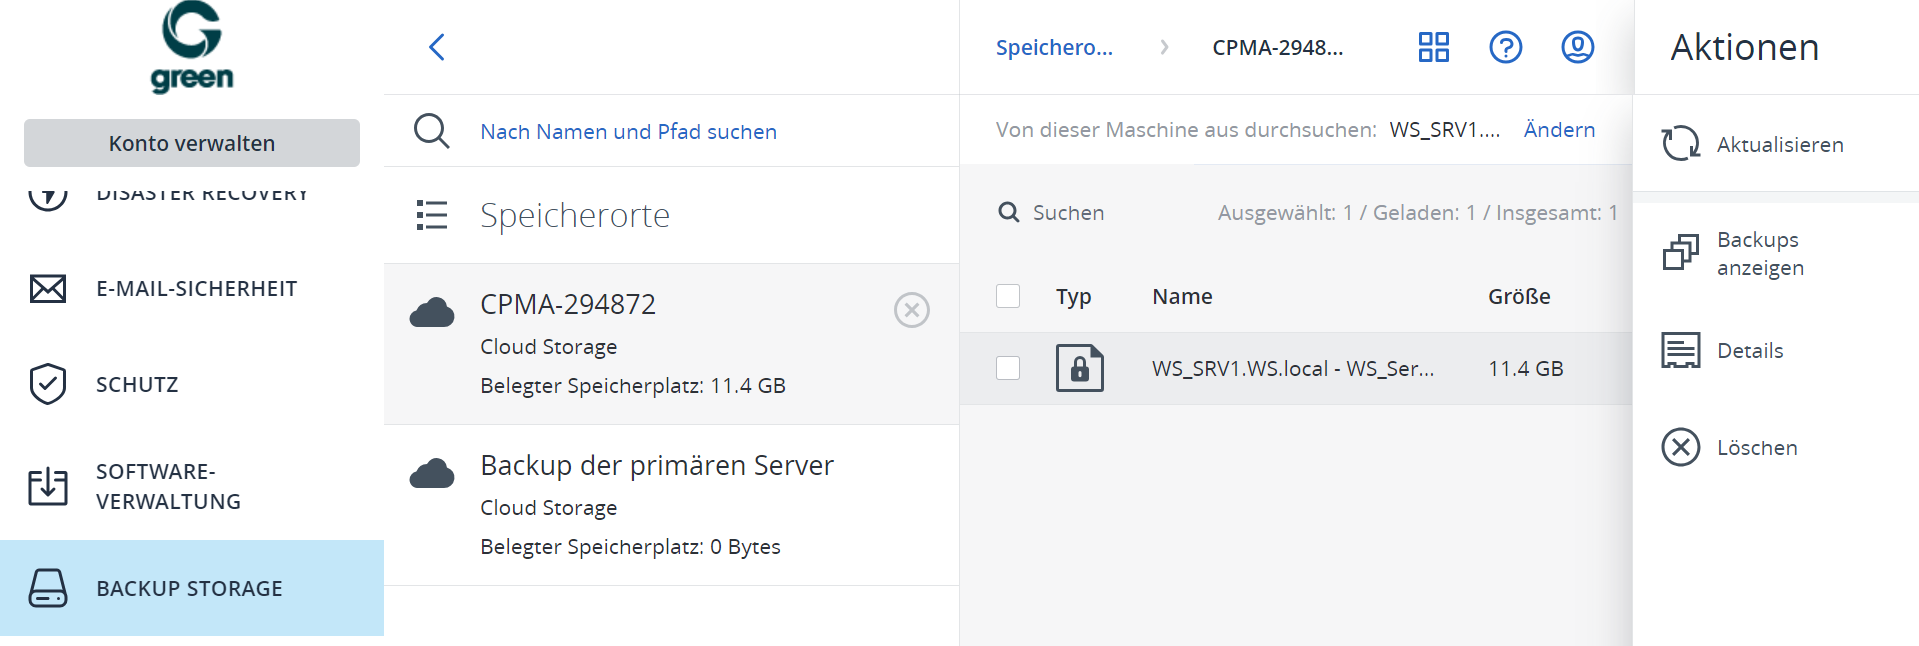 green
Konto verwalten
DISASTER RECOVERY
E-MAIL-SICHERHEIT
SCHUTZ
SOFTWARE-
VERWALTUNG
BACKUP STORAGE
Nach Namen und Pfad suchen
Speicherorte
CPMA-294872
Cloud Storage
Belegter Speicherplatz: 11.4 GB
Backup der primären Server
Cloud Storage
Belegter Speicherplatz: 0 Bytes
Speichero... CPMA-2948...
Von dieser Maschine aus durchsuchen: WS_SRV1.... Ändern
Suchen Ausgewählt: 1 / Geladen: 1 / Insgesamt: 1
Typ Name Größe
WS_SRV1.WS.local - WS_Ser... 11.4 GB
Aktionen
Aktualisieren
Backups
anzeigen
Details
Löschen